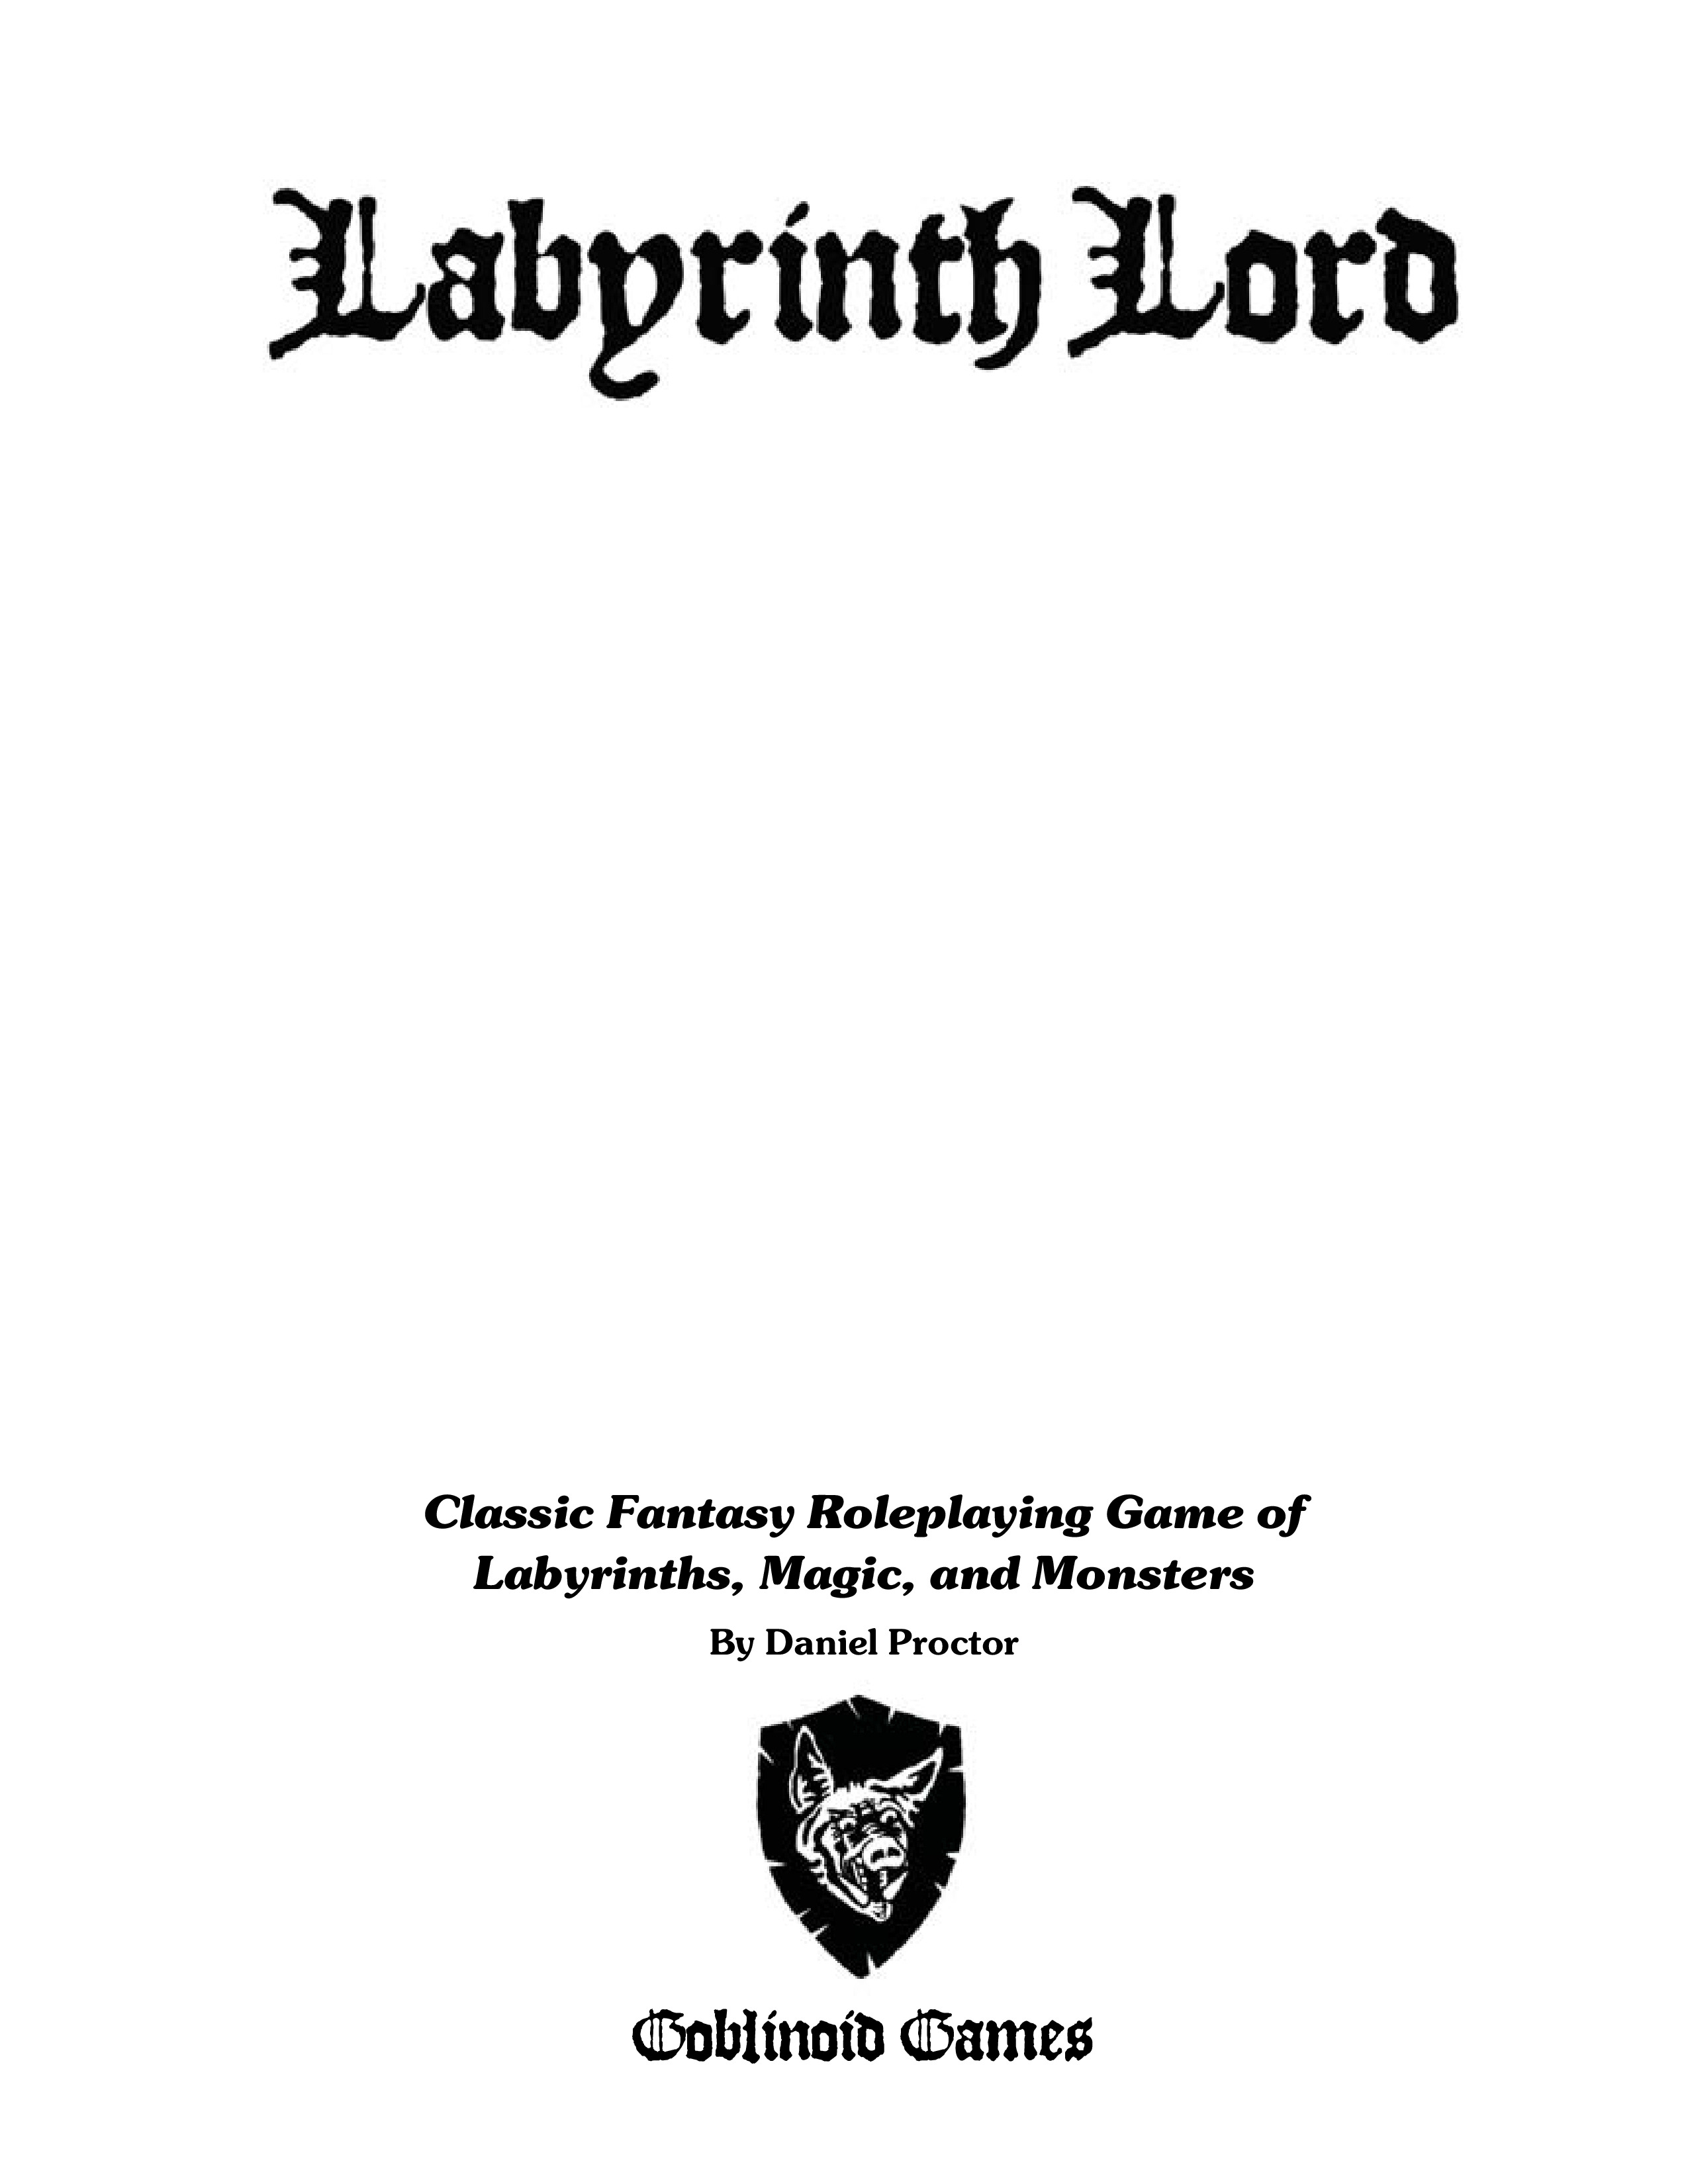 Labyrinth Lord
Classic Fantasy Roleplaying Game of
Labyrinths, Magic, and Monsters
By Daniel Proctor
Goblinoid Games